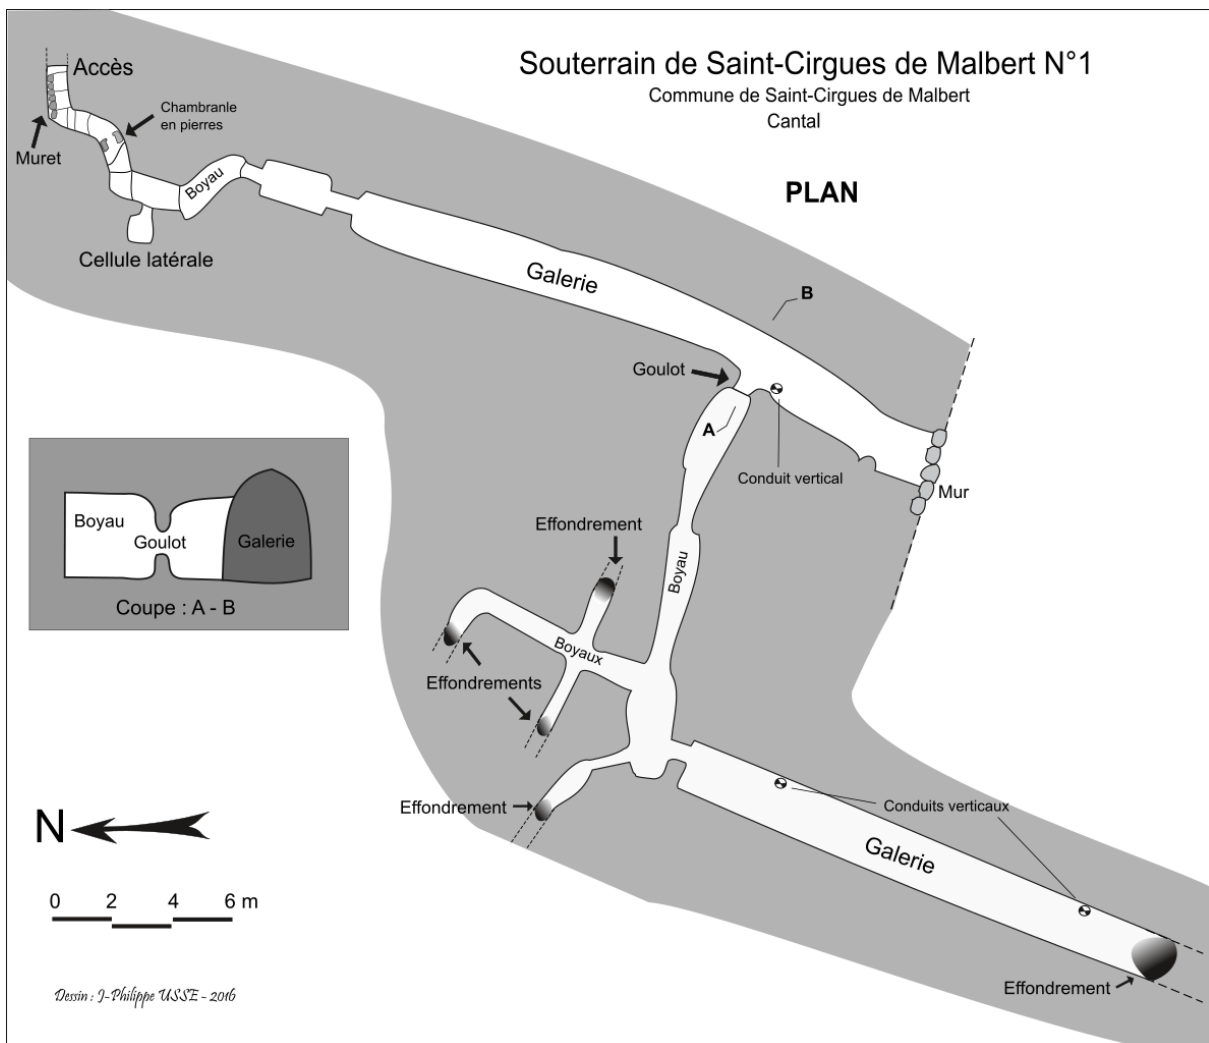 Souterrain de Saint-Cirgues de Malbert N°1
Commune de Saint-Cirgues de Malbert
Cantal
PLAN
Accès
Chambranle
en pierres
Muret
Boyau
Cellule latérale
Galerie
B
Goulot
A
Conduit vertical
Mur
Boyau
Goulot
Galerie
Coupe : A - B
Effondrement
Boyau
Boyaux
Effondrements
Effondrement
Conduits verticaux
Galerie
Effondrement
N
0 2 4 6 m
Dessin : J-Philippe USSE - 2016